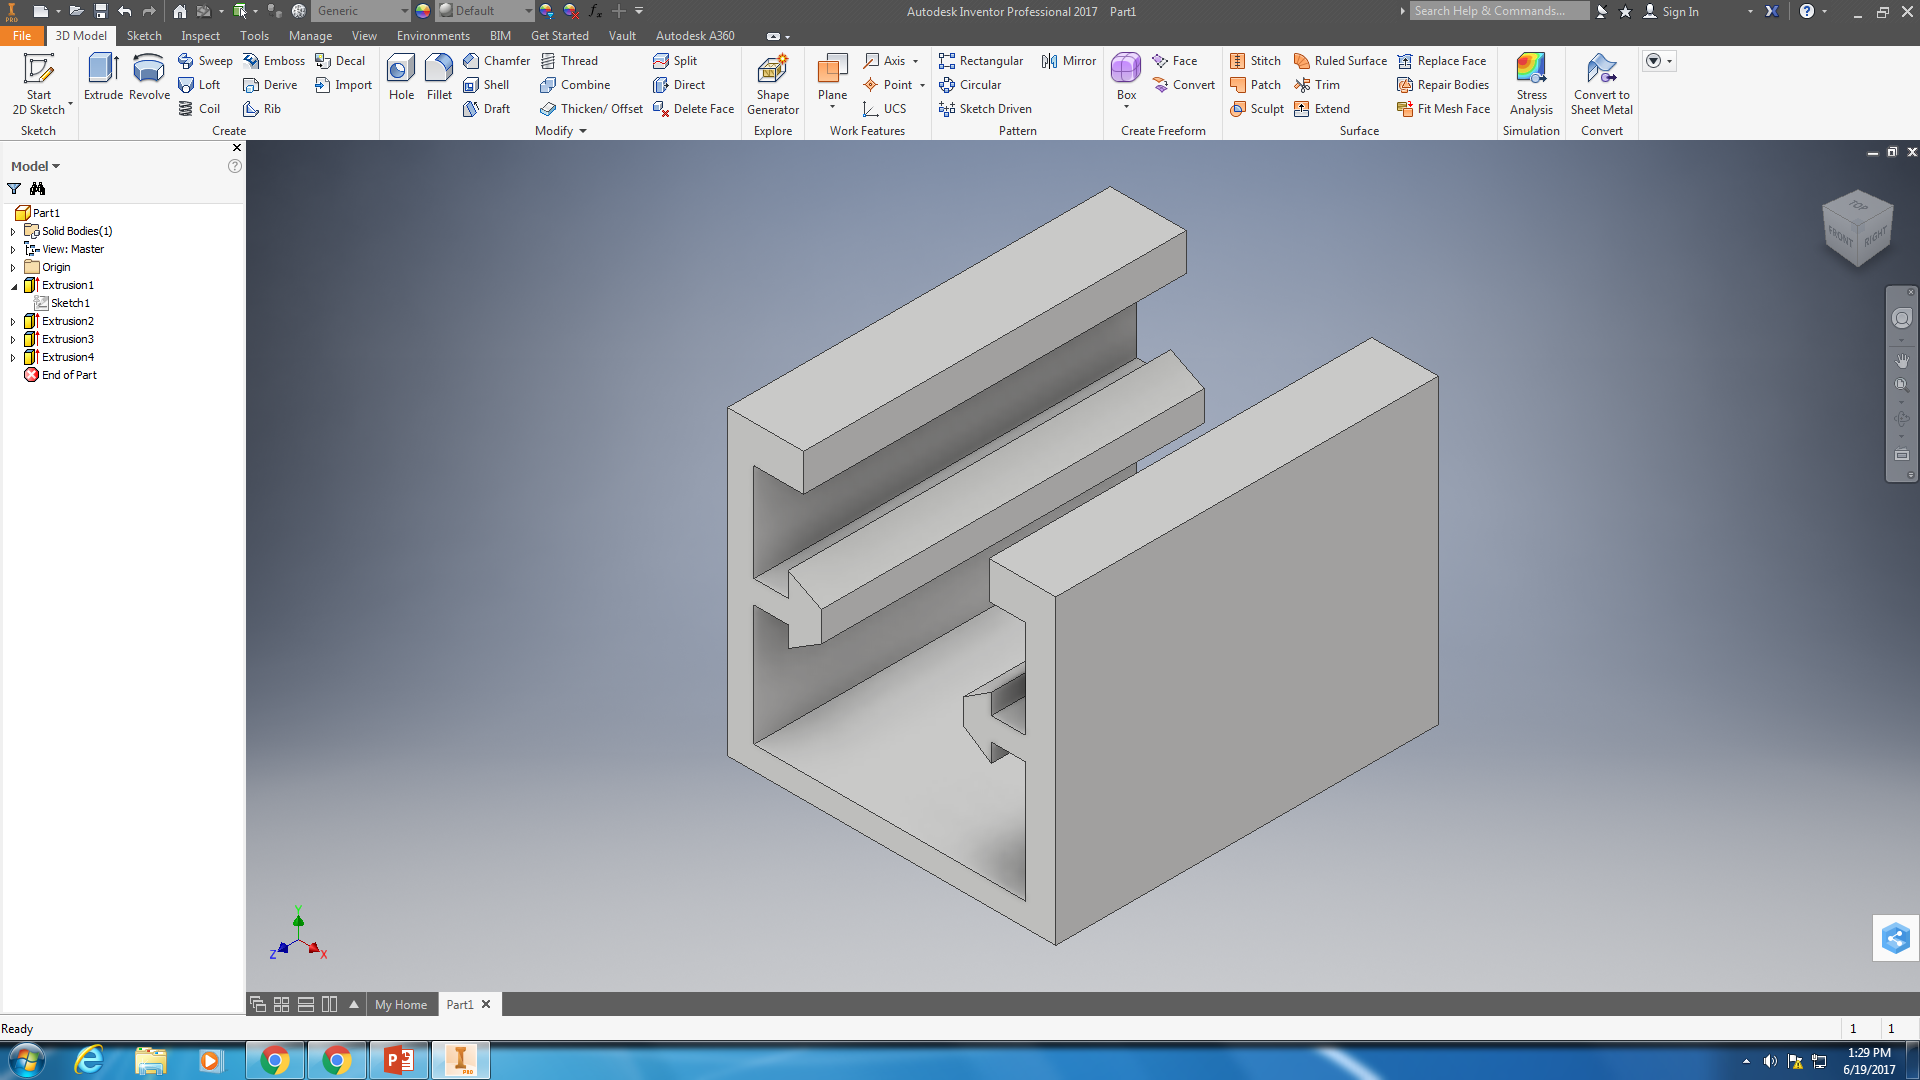 PRO
Generic
Default
fx
Autodesk Inventor Professional 2017 Part1
Search Help & Commands...
Sign In
File
3D Model
Sketch
Inspect
Tools
Manage
View
Environments
BIM
Get Started
Vault
Autodesk A360
Start
2D Sketch
Sketch
Extrude
Revolve
Sweep
Loft
Coil
Emboss
Derive
Rib
Decal
Import
Create
Hole
Fillet
Chamfer
Shell
Draft
Thread
Combine
Thicken/ Offset
Split
Direct
Delete Face
Modify
Shape
Generator
Explore
Plane
Axis
Point
UCS
Work Features
Rectangular
Circular
Sketch Driven
Mirror
Pattern
Box
Face
Convert
Create Freeform
Stitch
Patch
Sculpt
Ruled Surface
Trim
Extend
Replace Face
Repair Bodies
Fit Mesh Face
Surface
Stress
Analysis
Simulation
Convert to
Sheet Metal
Convert
Model
Part1
Solid Bodies(1)
View: Master
Origin
Extrusion1
Sketch1
Extrusion2
Extrusion3
Extrusion4
End of Part
TOP
FRONT
RIGHT
Y
Z
X
My Home
Part1
Ready
1
1
P
I
PRO
1:29 PM
6/19/2017